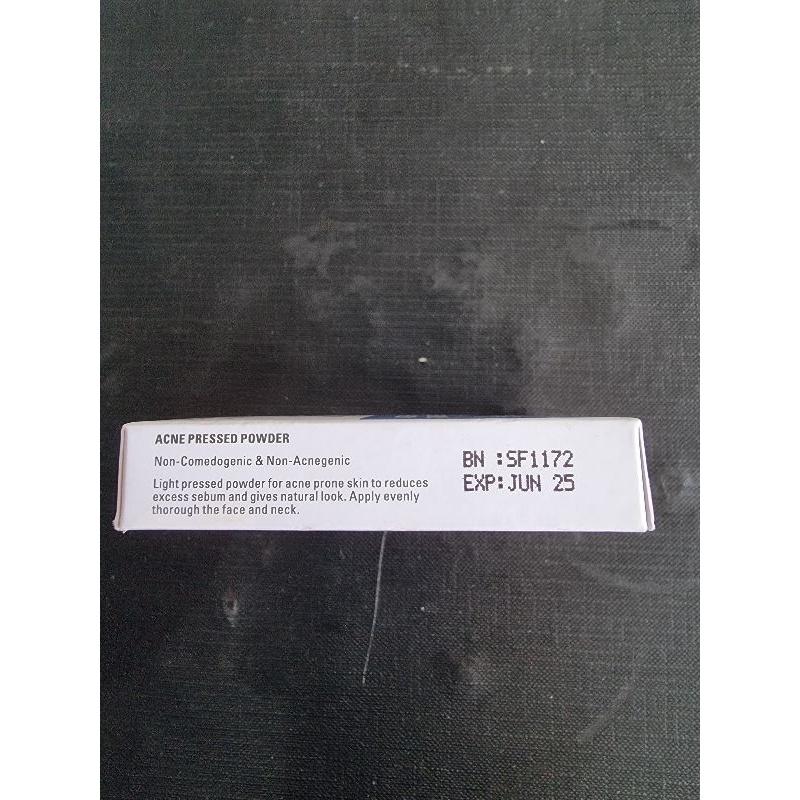 ACNE PRESSED POWDER
Non-Comedogenic & Non-Acnegenic
Light pressed powder for acne prone skin to reduces
excess sebum and gives natural look. Apply evenly
thorough the face and neck.
BN :SF1172
EXP:JUN 25